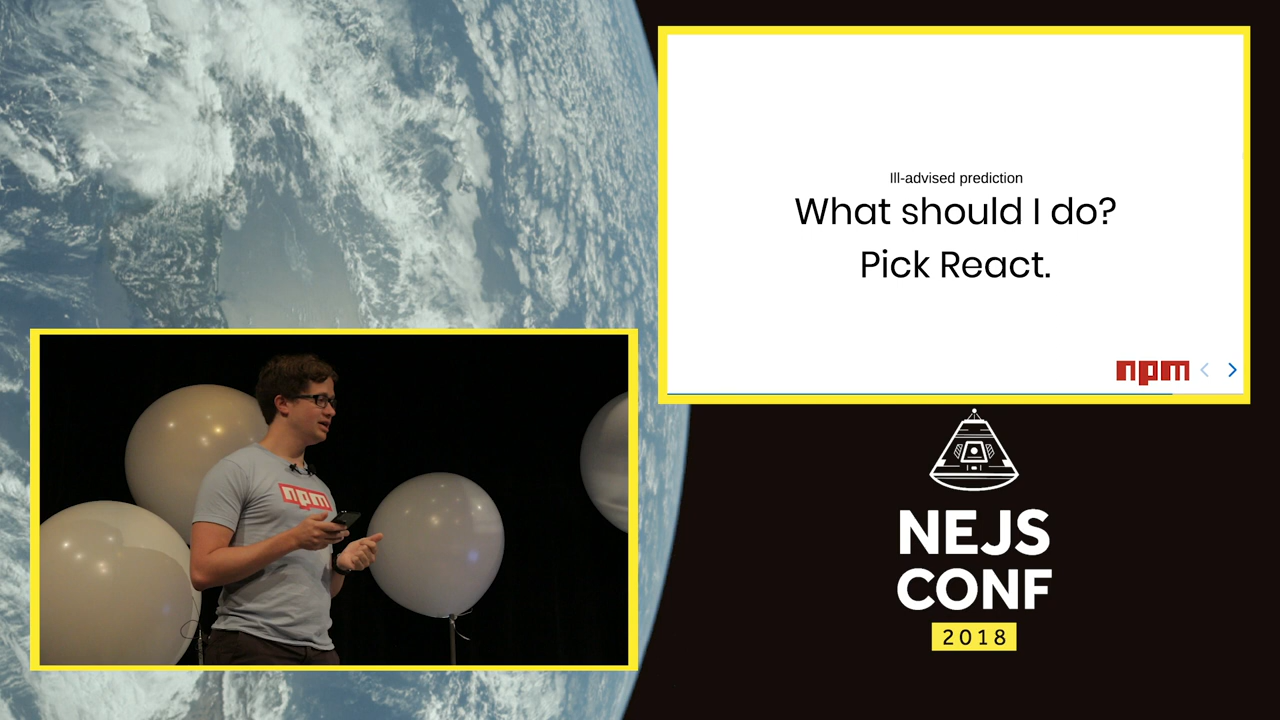 Ill-advised prediction
What should I do?
Pick React.
npm
npm
NEJS
CONF
2018